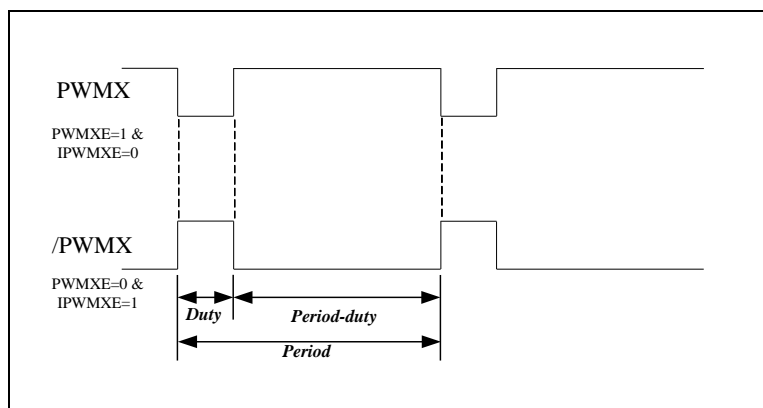 PWMX
PWMXE=1 &
IPWMXE=0
/PWMX
PWMXE=0 &
IPWMXE=1
Duty
Period-duty
Period